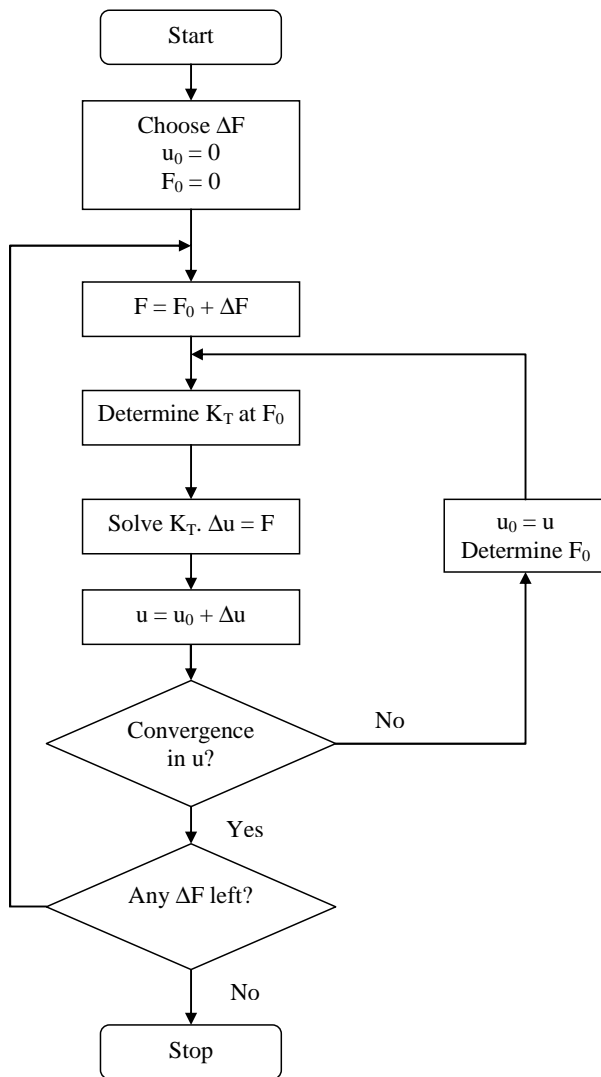 Start
Choose ΔF
u₀ = 0
F₀ = 0
F = F₀ + ΔF
Determine K_T at F₀
Solve K_T. Δu = F
u₀ = u
Determine F₀
u = u₀ + Δu
Convergence
in u?
No
Yes
Any ΔF left?
No
Stop